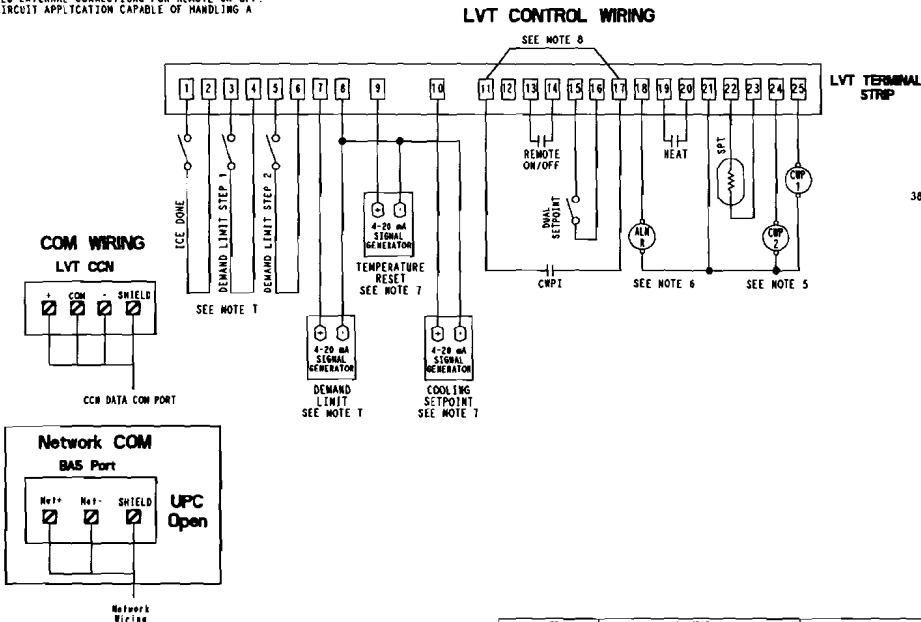 CIRCUIT APPLICATION CAPABLE OF HANDLING A
LVT CONTROL WIRING
SEE NOTE 8
1 2 3 4 5 6 7 8 9 10 11 12 13 14 15 16 17 18 19 20 21 22 23 24 25
LVT TERMINAL
STRIP
ICE DONE
DEMAND LIMIT STEP 1
DEMAND LIMIT STEP 2
SEE NOTE T
+ -
4-20 mA
SIGNAL
GENERATOR
TEMPERATURE
RESET
SEE NOTE 7
+ -
4-20 mA
SIGNAL
GENERATOR
DEMAND
LIMIT
SEE NOTE T
+ -
4-20 mA
SIGNAL
GENERATOR
COOLING
SETPOINT
SEE NOTE 7
REMOTE
ON/OFF
DUAL
SETPOINT
CWPI
HEAT
SPT
ALM
R
CWP
1
CWP
2
SEE NOTE 6
SEE NOTE 5
38
COM WIRING
LVT CCN
+ COM - SHIELD
CCN DATA COM PORT
Network COM
BAS Port
Net+ Net- SHIELD
UPC
Open
Network
Wiring